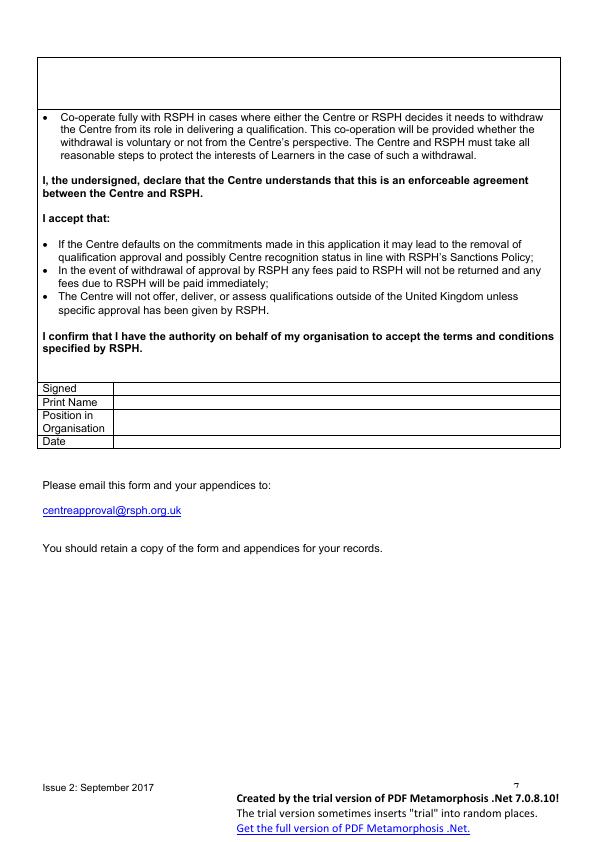 • Co-operate fully with RSPH in cases where either the Centre or RSPH decides it needs to withdraw
the Centre from its role in delivering a qualification. This co-operation will be provided whether the
withdrawal is voluntary or not from the Centre's perspective. The Centre and RSPH must take all
reasonable steps to protect the interests of Learners in the case of such a withdrawal.
I, the undersigned, declare that the Centre understands that this is an enforceable agreement
between the Centre and RSPH.
I accept that:
• If the Centre defaults on the commitments made in this application it may lead to the removal of
qualification approval and possibly Centre recognition status in line with RSPH's Sanctions Policy;
• In the event of withdrawal of approval by RSPH any fees paid to RSPH will not be returned and any
fees due to RSPH will be paid immediately;
• The Centre will not offer, deliver, or assess qualifications outside of the United Kingdom unless
specific approval has been given by RSPH.
I confirm that I have the authority on behalf of my organisation to accept the terms and conditions
specified by RSPH.
Signed
Print Name
Position in
Organisation
Date
Please email this form and your appendices to:
centreapproval@rsph.org.uk
You should retain a copy of the form and appendices for your records.
Issue 2: September 2017 7
Created by the trial version of PDF Metamorphosis .Net 7.0.8.10!
The trial version sometimes inserts "trial" into random places.
Get the full version of PDF Metamorphosis .Net.